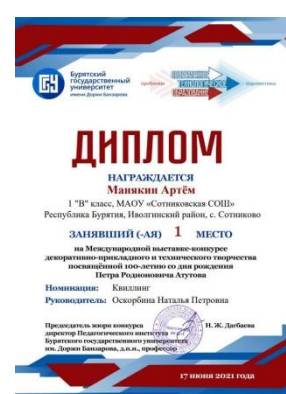 Бурятский
государственный
университет
имени Доржи Банзарова
ТЕХНОЛОГИЧЕСКОЕ
ОБРАЗОВАНИЕ
ДИПЛОМ
НАГРАЖДАЕТСЯ
Манякин Артём
1 "В" класс, МАОУ «Сотниковская СОШ»
Республика Бурятия, Иволгинский район, с. Сотниково
ЗАНЯВШИЙ (-АЯ) 1 МЕСТО
на Международной выставке-конкурсе
декоративно-прикладного и технического творчества
посвящённой 100-летию со дня рождения
Петра Родионовича Атутова
Номинация: Квиллинг
Руководитель: Оскорбина Наталья Петровна
Председатель жюри конкурса
директор Педагогического института
Н. Ж. Дагбаева
Бурятского государственного университета
им. Доржи Банзарова, д.п.н., профессор
17 июня 2021 года